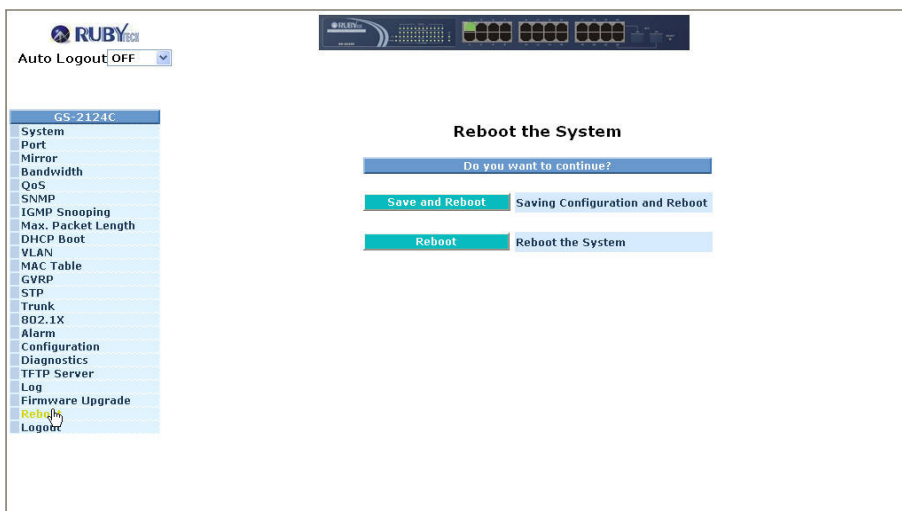 RUBYTECH
Auto Logout OFF
GS-2124C
System
Port
Mirror
Bandwidth
QoS
SNMP
IGMP Snooping
Max. Packet Length
DHCP Boot
VLAN
MAC Table
GVRP
STP
Trunk
802.1X
Alarm
Configuration
Diagnostics
TFTP Server
Log
Firmware Upgrade
Reboot
Logout
Reboot the System
Do you want to continue?
Save and Reboot Saving Configuration and Reboot
Reboot Reboot the System